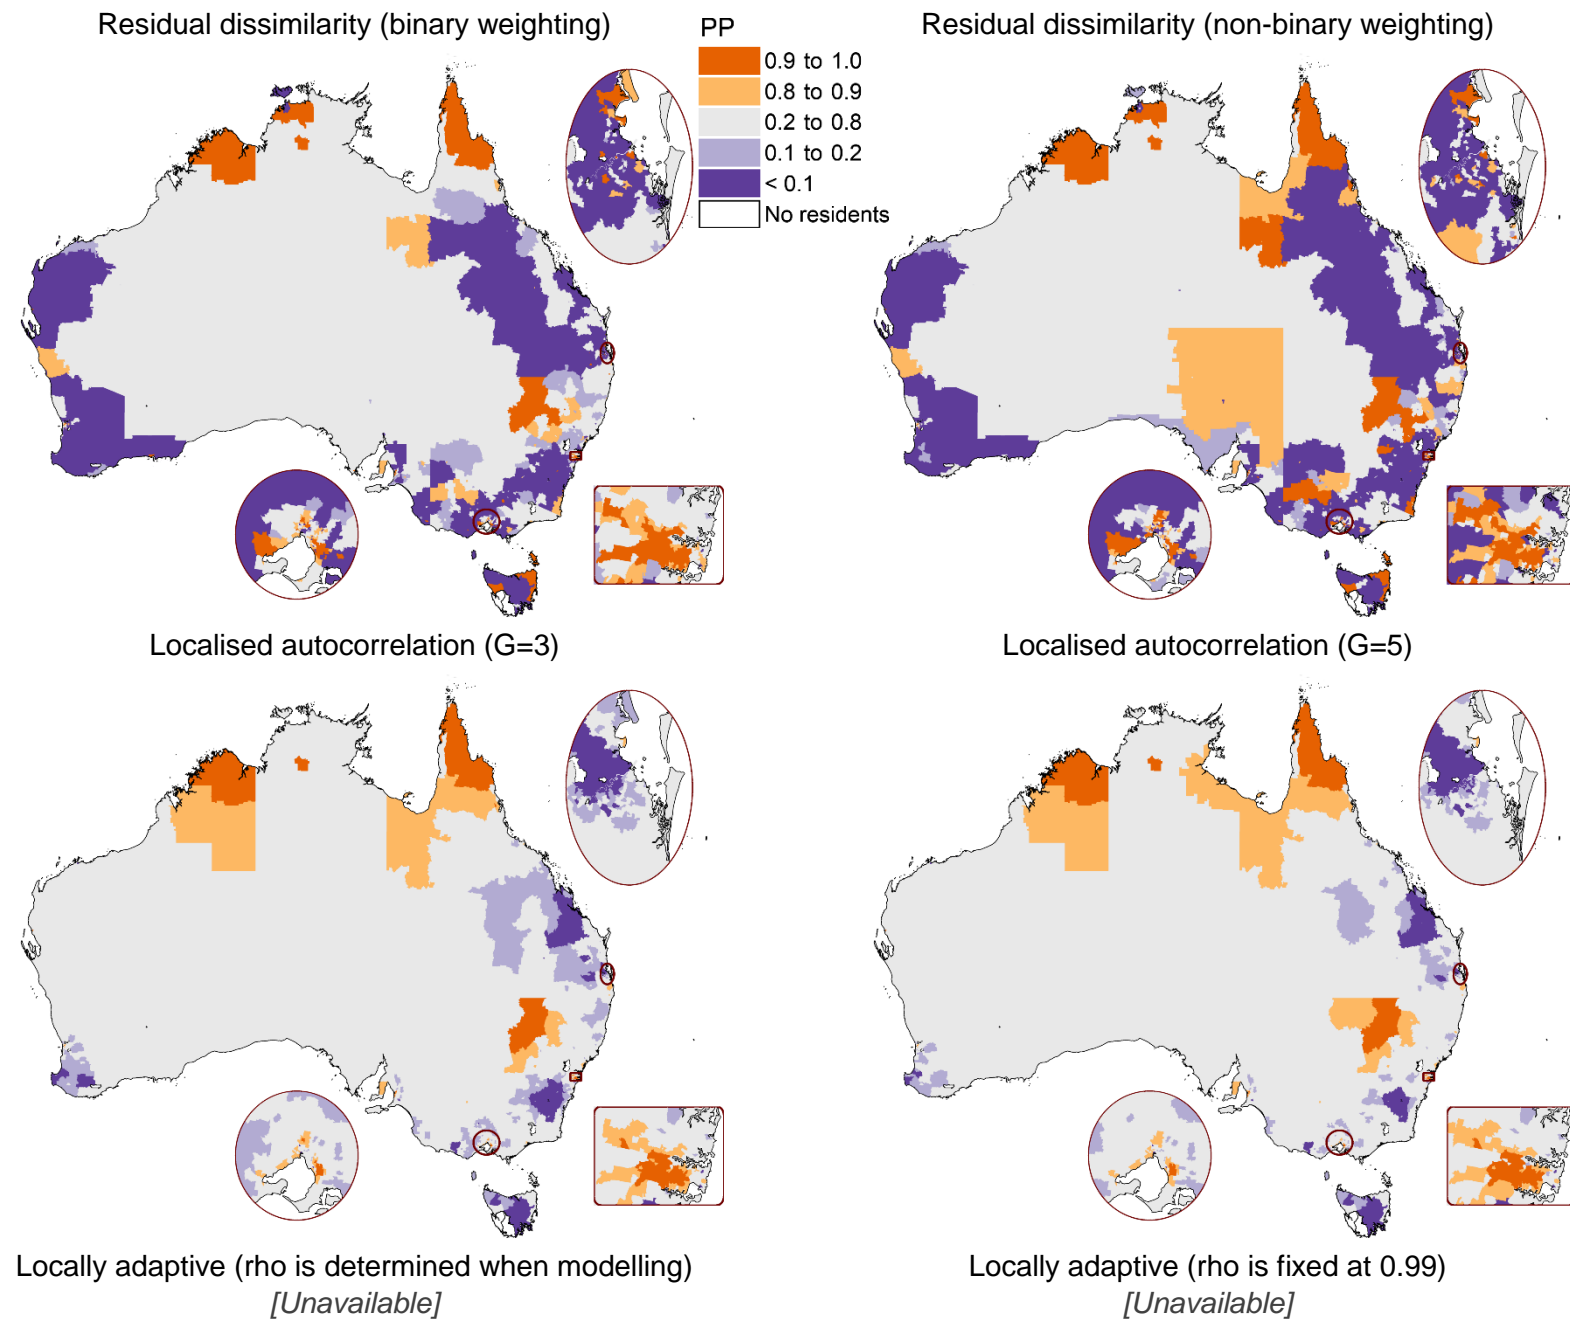 Residual dissimilarity (binary weighting)
PP
Residual dissimilarity (non-binary weighting)
0.9 to 1.0
0.8 to 0.9
0.2 to 0.8
0.1 to 0.2
< 0.1
No residents
Localised autocorrelation (G=3)
Localised autocorrelation (G=5)
Locally adaptive (rho is determined when modelling)
[Unavailable]
Locally adaptive (rho is fixed at 0.99)
[Unavailable]